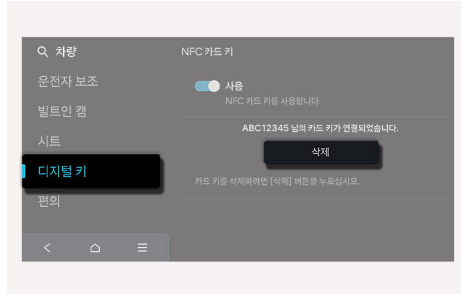 차량
NFC 카드 키
운전자 보조
사용
NFC 카드 키를 사용합니다.
빌트인 캠
ABC12345 님의 카드 키가 연결되었습니다.
시트
삭제
디지털 키
카드 키를 삭제하려면 [삭제] 버튼을 누르십시오.
편의